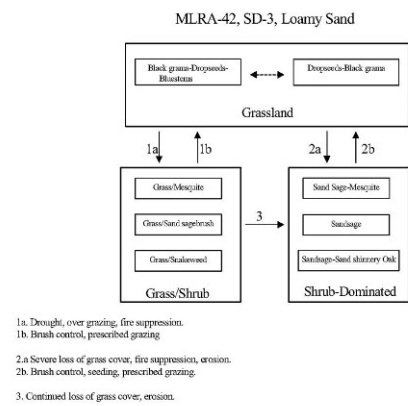 MLRA-42, SD-3, Loamy Sand
Black grama-Dropseeds-
Bluestems
Dropseeds-Black grama
Grassland
1a
1b
2a
2b
Grass/Mesquite
Grass/Sand sagebrush
Grass/Snakeweed
Grass/Shrub
3
Sand Sage-Mesquite
Sandsage
Sandsage-Sand shinnery Oak
Shrub-Dominated
1a. Drought, over grazing, fire suppression.
1b. Brush control, prescribed grazing
2.a Severe loss of grass cover, fire suppression, erosion.
2b. Brush control, seeding, prescribed grazing.
3. Continued loss of grass cover, erosion.